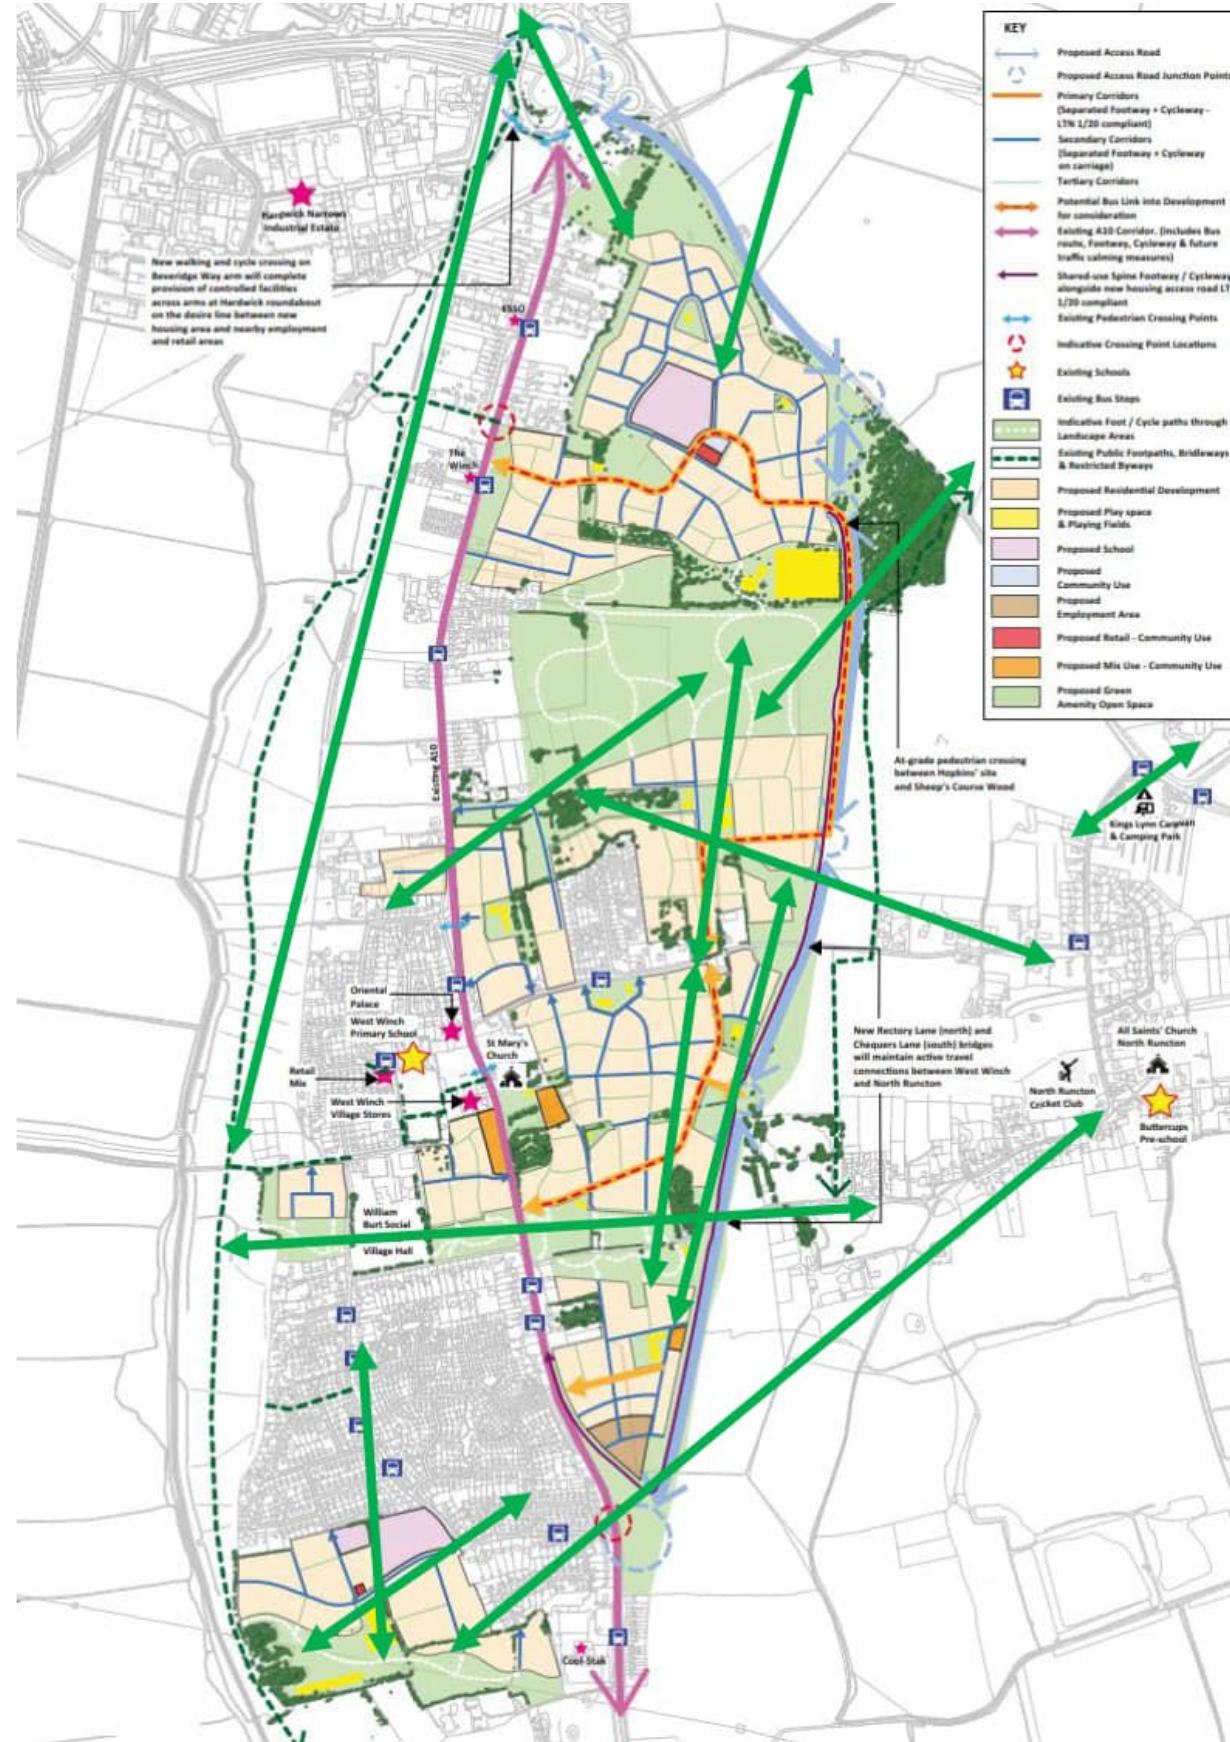 KEY
Proposed Access Road
Proposed Access Road Junction Points
Primary Corridors
(Separated Footway + Cycleway -
LTN 1/20 compliant)
Secondary Corridors
(Separated Footway + Cycleway
on carriage)
Tertiary Corridors
Potential Bus Link into Development
for consideration
Existing A10 Corridor. (Includes Bus
route, Footway, Cycleway & future
traffic calming measures)
Shared-use Spine Footway / Cycleway
alongside new housing access road LT
1/20 compliant
Existing Pedestrian Crossing Points
Indicative Crossing Point Locations
Existing Schools
Existing Bus Stops
Indicative Foot / Cycle paths through
Landscape Areas
Existing Public Footpaths, Bridleways
& Restricted Byways
Proposed Residential Development
Proposed Play space
& Playing Fields
Proposed School
Proposed
Community Use
Proposed
Employment Area
Proposed Retail - Community Use
Proposed Mix Use - Community Use
Proposed Green
Amenity Open Space
Hardwick Narrows
Industrial Estate
New walking and cycle crossing on
Beveridge Way arm will complete
provision of controlled facilities
across arms at Hardwick roundabout
on the desire line between new
housing area and nearby employment
and retail areas
ESSO
The
Winch
Existing A10
At-grade pedestrian crossing
between Hopkins' site
and Sheep's Course Wood
Kings Lynn Caravan
& Camping Park
Oriental
Palace
West Winch
Primary School
Retail
Mix
St Mary's
Church
West Winch
Village Stores
New Rectory Lane (north) and
Chequers Lane (south) bridges
will maintain active travel
connections between West Winch
and North Runcton
All Saints' Church
North Runcton
North Runcton
Cricket Club
Buttercups
Pre-school
William
Burt Social
Village Hall
Cool-Stak